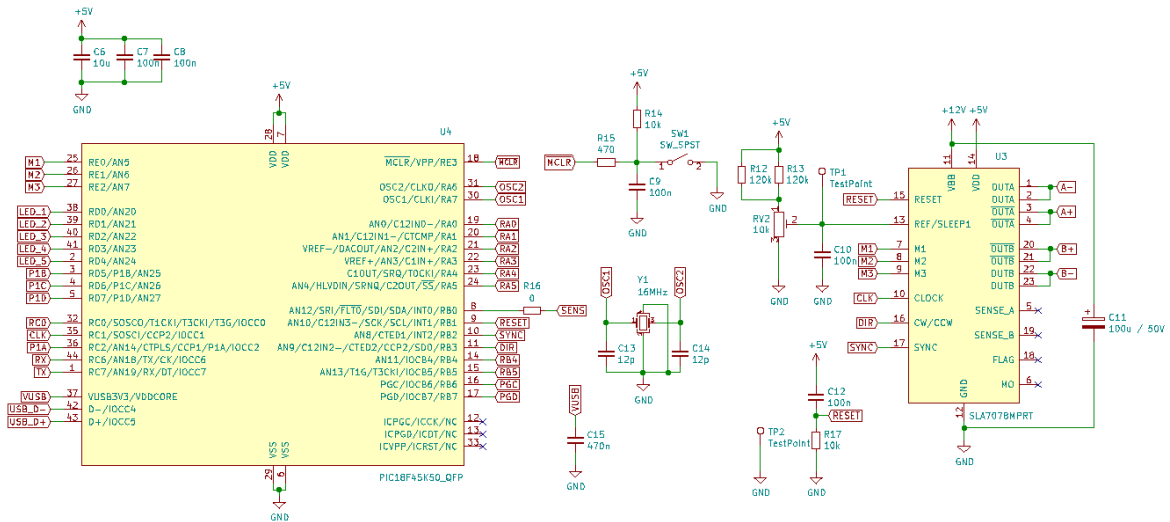 +5V
C6
10u
C7
100n
C8
100n
GND
+5V
28
7
VDD
VDD
U4
M1 25 RE0/AN5
M2 26 RE1/AN6
M3 27 RE2/AN7
LED_1 38 RD0/AN20
LED_2 39 RD1/AN21
LED_3 40 RD2/AN22
LED_4 41 RD3/AN23
LED_5 2 RD4/AN24
P1B 3 RD5/P1B/AN25
P1C 4 RD6/P1C/AN26
P1D 5 RD7/P1D/AN27
RC0 32 RC0/SOSCO/T1CKI/T3CKI/T3G/IOCC0
CLK 35 RC1/SOSCI/CCP2/IOCC1
P1A 36 RC2/AN14/CTPLS/CCP1/P1A/IOCC2
RX 44 RC6/AN18/TX/CK/IOCC6
TX 1 RC7/AN19/RX/DT/IOCC7
VUSB 37 VUSB3V3/VDDCORE
USB_D- 42 D-/IOCC4
USB_D+ 43 D+/IOCC5
MCLR/VPP/RE3 18 MCLR
OSC2/CLKO/RA6 31 OSC2
OSC1/CLKI/RA7 30 OSC1
AN0/C12IN0-/RA0 19 RA0
AN1/C12IN1-/CTCMP/RA1 20 RA1
VREF-/DACOUT/AN2/C2IN+/RA2 21 RA2
VREF+/AN3/C1IN+/RA3 22 RA3
C1OUT/SRQ/T0CKI/RA4 23 RA4
AN4/HLVDIN/SRNQ/C2OUT/SS/RA5 24 RA5
AN12/SRI/FLT0/SDI/SDA/INT0/RB0 8
AN10/C12IN3-/SCK/SCL/INT1/RB1 9 RESET
AN8/CTED1/INT2/RB2 10 SYNC
AN9/C12IN2-/CTED2/CCP2/SDO/RB3 11 DIR
AN11/IOCB4/RB4 14 RB4
AN13/T1G/T3CKI/IOCB5/RB5 15 RB5
PGC/IOCB6/RB6 16 PGC
PGD/IOCB7/RB7 17 PGD
ICPGC/ICCK/NC 12
ICPGD/ICDT/NC 13
ICVPP/ICRST/NC 33
VSS
VSS
29
6
PIC18F45K50_QFP
GND
R16
0
SENS
+5V
R14
10k
R15
470
MCLR
SW1
SW_SPST
1
2
C9
100n
GND
GND
OSC1
OSC2
Y1
16MHz
1
3
C13
12p
C14
12p
GND
VUSB
C15
470n
GND
+5V
R12
120k
R13
120k
RV2
10k
1
2
GND
TP1
TestPoint
C10
100n
GND
+5V
C12
100n
RESET
R17
10k
GND
TP2
TestPoint
GND
+12V
+5V
11
14
U3
VBB
VDD
RESET 15 RESET
13 REF/SLEEP1
M1 7 M1
M2 8 M2
M3 9 M3
CLK 10 CLOCK
DIR 16 CW/CCW
SYNC 17 SYNC
OUTA 1 A-
OUTA 2
OUTA 3 A+
OUTA 4
OUTB 20 B+
OUTB 21
OUTB 22 B-
OUTB 23
SENSE_A 5
SENSE_B 19
FLAG 18
MO 6
GND
12
SLA7078MPRT
GND
C11
100u / 50V